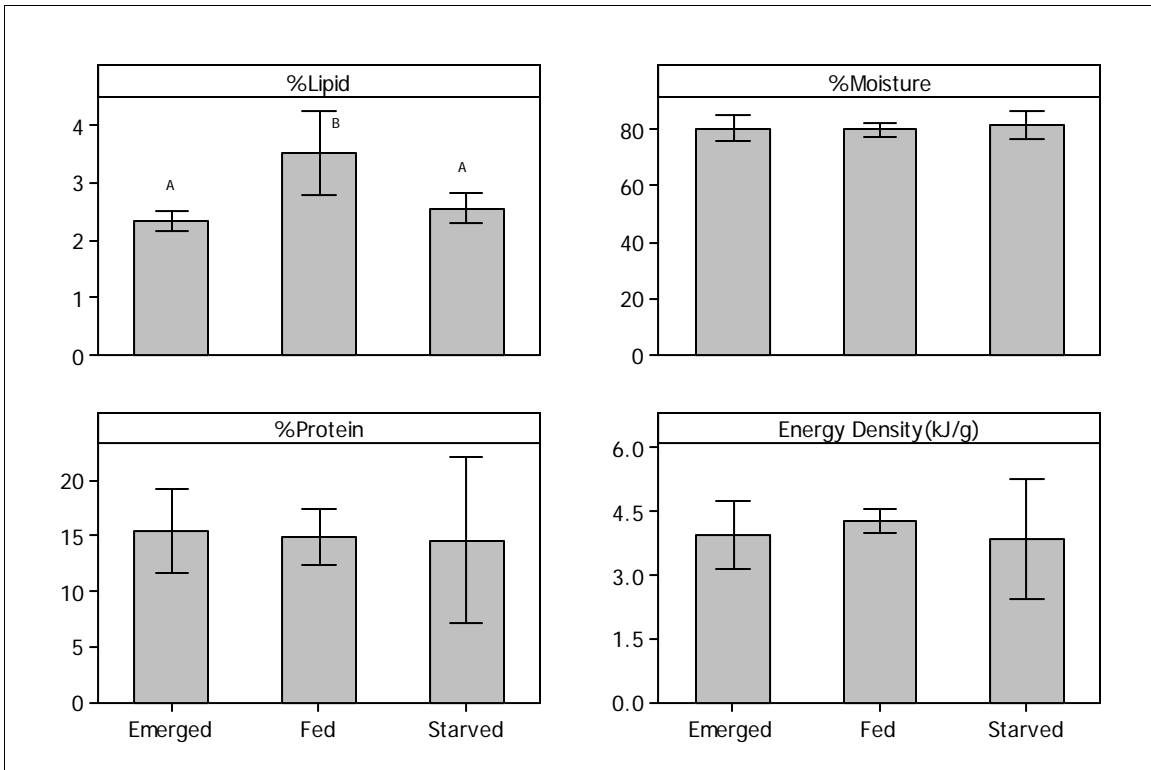 %Lipid
4
3
2
1
0
A
B
A
%Moisture
80
60
40
20
0
%Protein
20
15
10
5
0
Emerged
Fed
Starved
Energy Density(kJ/g)
6.0
4.5
3.0
1.5
0.0
Emerged
Fed
Starved